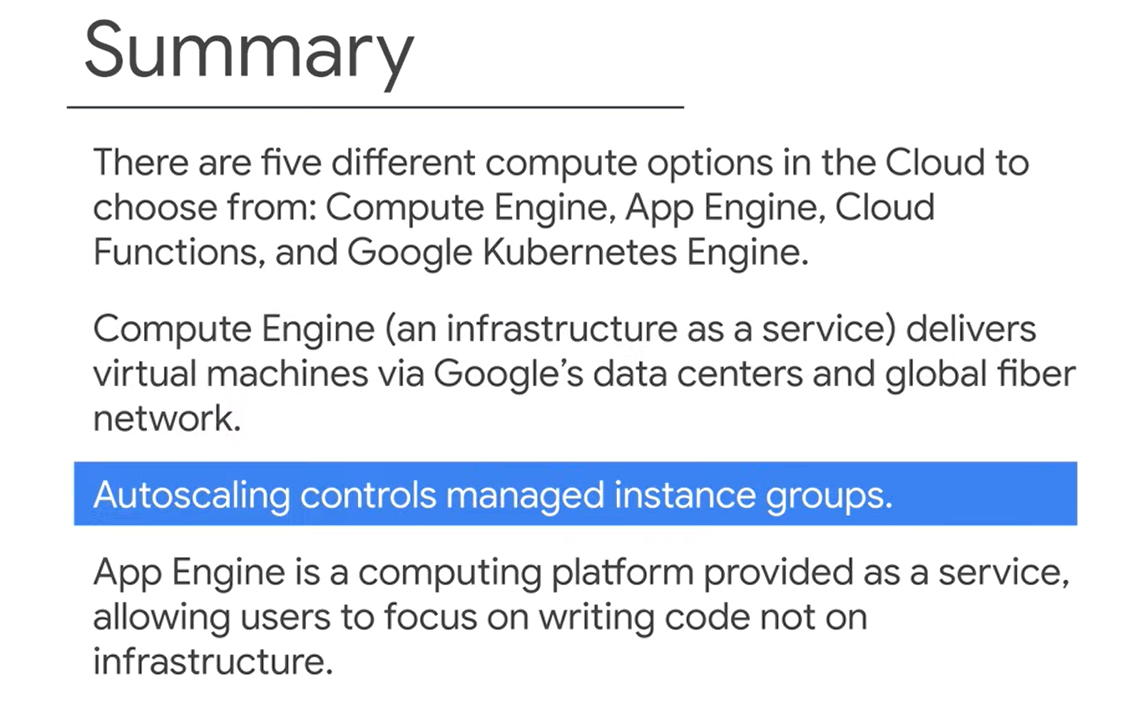 Summary
There are five different compute options in the Cloud to
choose from: Compute Engine, App Engine, Cloud
Functions, and Google Kubernetes Engine.
Compute Engine (an infrastructure as a service) delivers
virtual machines via Google’s data centers and global fiber
network.
Autoscaling controls managed instance groups.
App Engine is a computing platform provided as a service,
allowing users to focus on writing code not on
infrastructure.